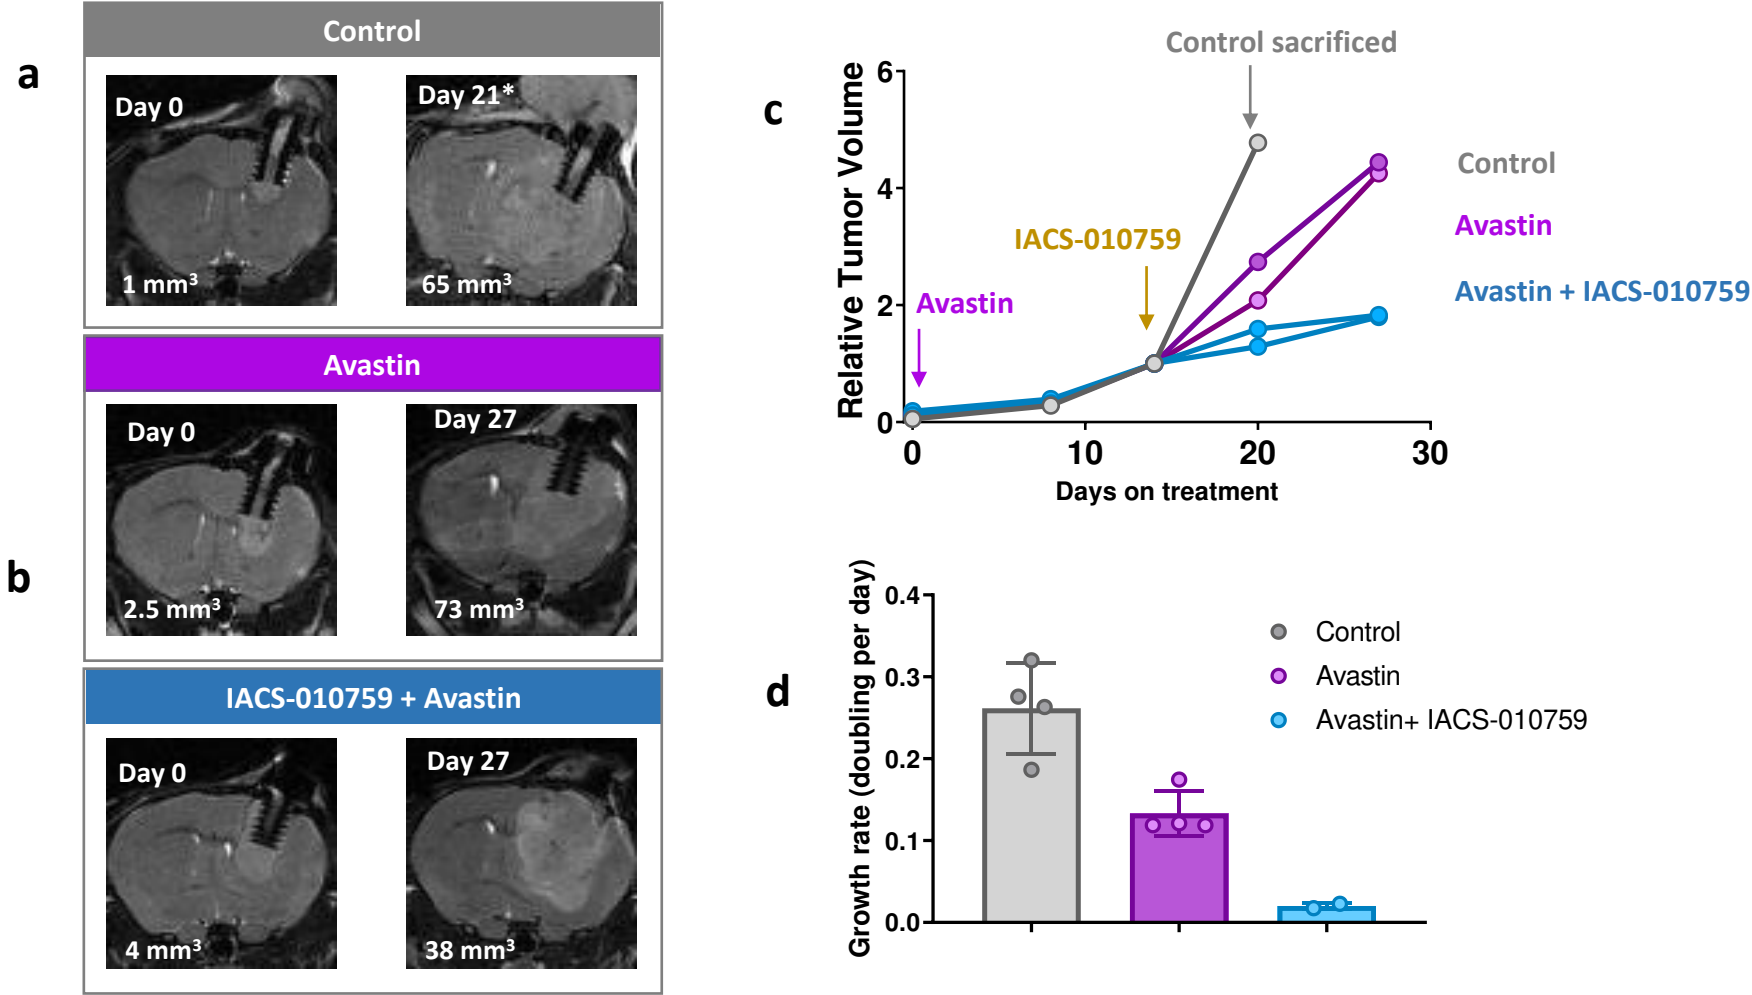 a
Control
Day 0
Day 21*
1 mm³
65 mm³
b
Avastin
Day 0
Day 27
2.5 mm³
73 mm³
IACS-010759 + Avastin
Day 0
Day 27
4 mm³
38 mm³
c
Control sacrificed
Relative Tumor Volume
6
4
2
0
IACS-010759
Avastin
Control
Avastin
Avastin + IACS-010759
0
10
20
30
Days on treatment
d
Growth rate (doubling per day)
0.4
0.3
0.2
0.1
0.0
Control
Avastin
Avastin+ IACS-010759